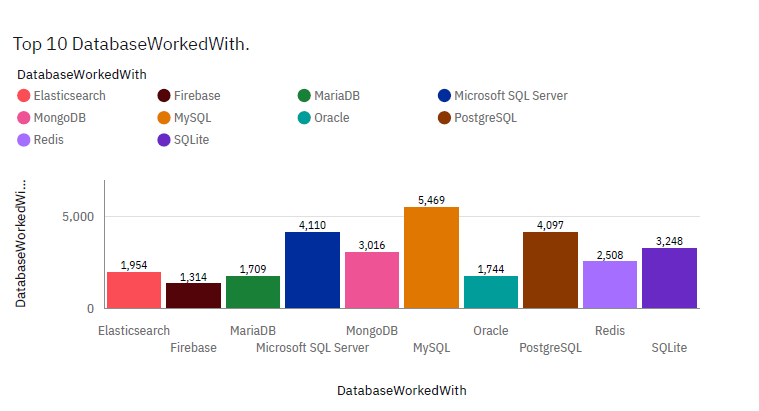 Top 10 DatabaseWorkedWith.
DatabaseWorkedWith
Elasticsearch Firebase MariaDB Microsoft SQL Server
MongoDB MySQL Oracle PostgreSQL
Redis SQLite
DatabaseWorkedWi...
5,000
0
1,954 1,314 1,709 4,110 3,016 5,469 1,744 4,097 2,508 3,248
Elasticsearch MariaDB MongoDB Oracle Redis
Firebase Microsoft SQL Server MySQL PostgreSQL SQLite
DatabaseWorkedWith